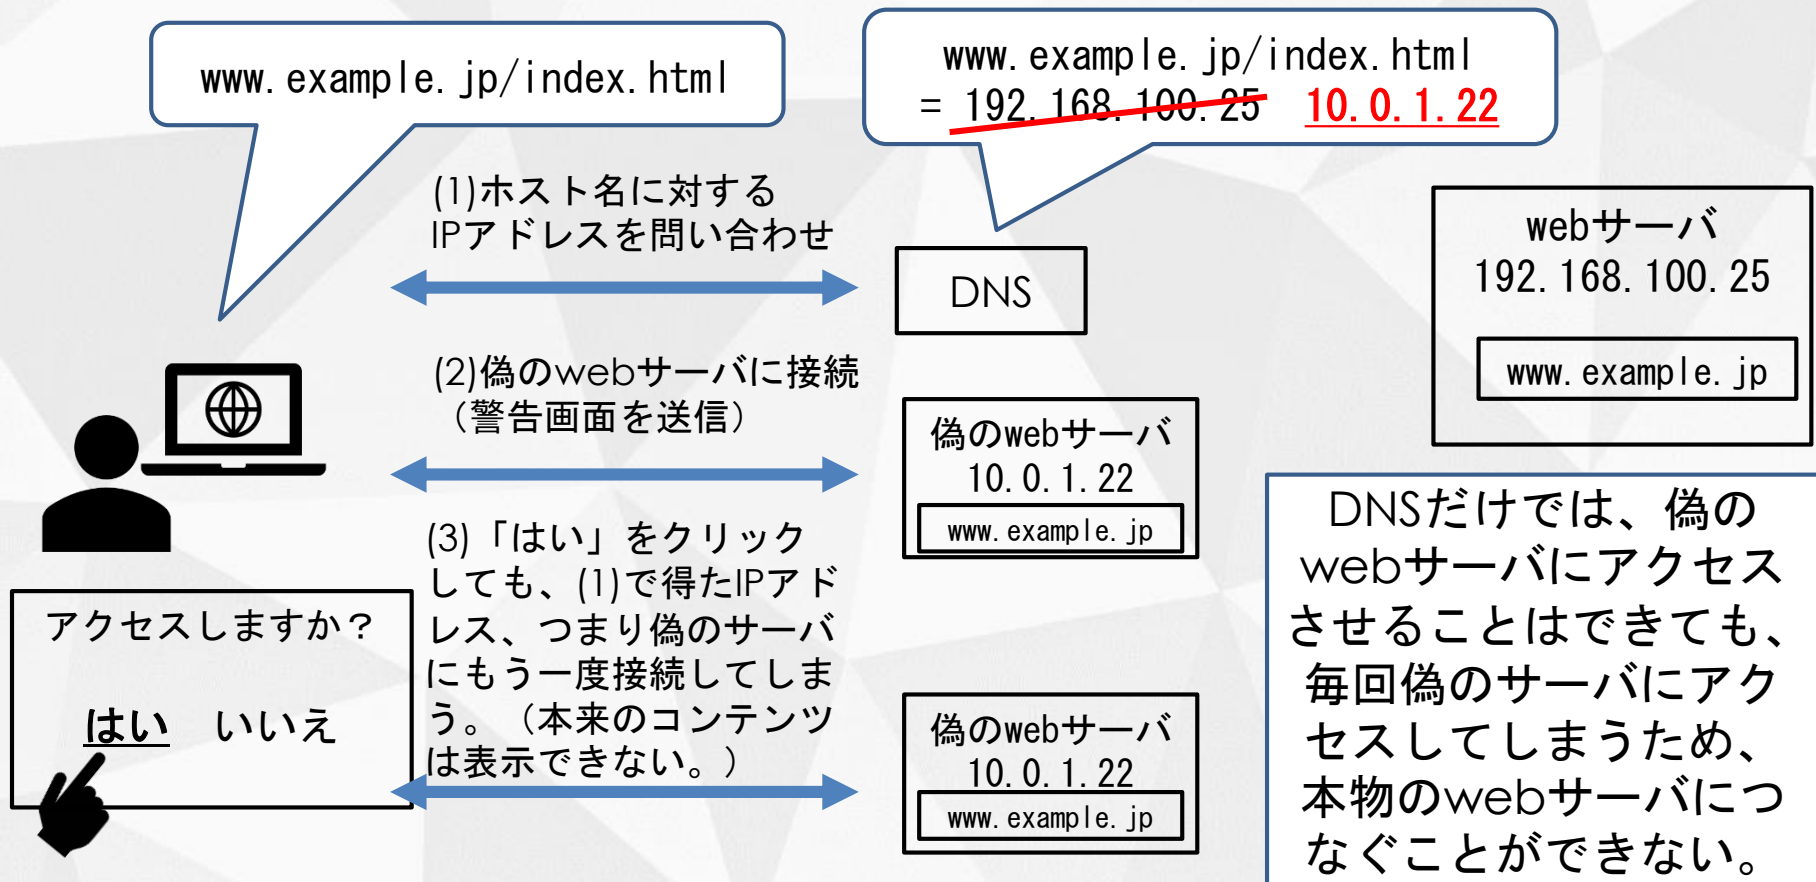 www.example.jp/index.html
www.example.jp/index.html
= 192.168.100.25 10.0.1.22
(1)ホスト名に対する
IPアドレスを問い合わせ
DNS
webサーバ
192.168.100.25
www.example.jp
(2)偽のwebサーバに接続
（警告画面を送信）
偽のwebサーバ
10.0.1.22
www.example.jp
(3)「はい」をクリック
しても、(1)で得たIPアド
レス、つまり偽のサーバ
にもう一度接続してしま
う。（本来のコンテンツ
は表示できない。）
アクセスしますか？
はい いいえ
偽のwebサーバ
10.0.1.22
www.example.jp
DNSだけでは、偽の
webサーバにアクセス
させることはできても、
毎回偽のサーバにアク
セスしてしまうため、
本物のwebサーバにつ
なぐことができない。